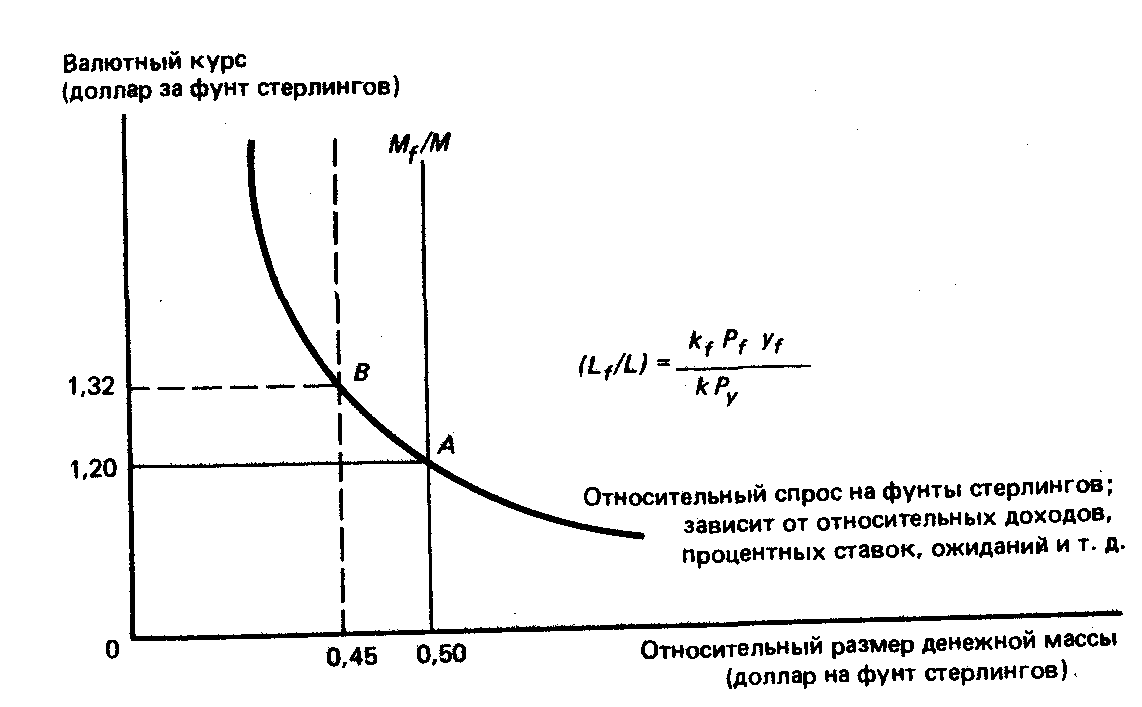 Валютный курс
(доллар за фунт стерлингов)
M_f/M
B
1,32
(L_f/L) = k_f P_f y_f / k P_y
A
1,20
Относительный спрос на фунты стерлингов;
зависит от относительных доходов,
процентных ставок, ожиданий и т. д.
0
0,45
0,50
Относительный размер денежной массы
(доллар на фунт стерлингов).